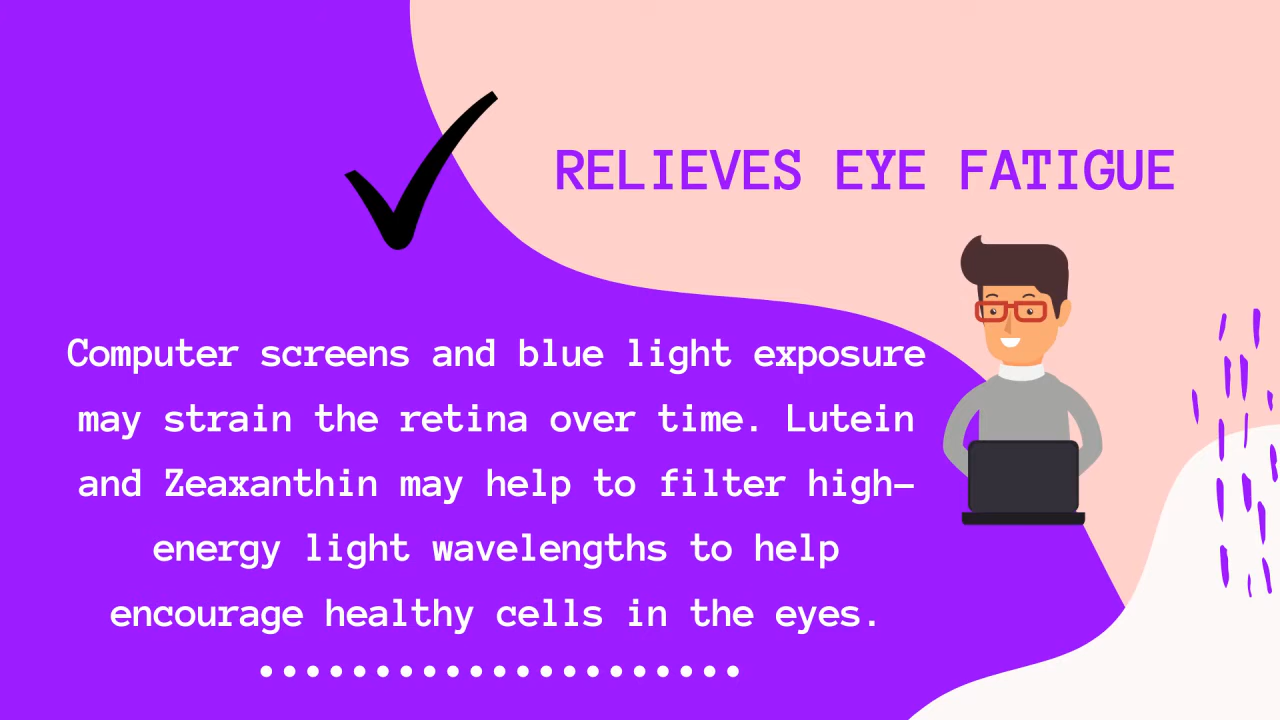 RELIEVES EYE FATIGUE
Computer screens and blue light exposure
may strain the retina over time. Lutein
and Zeaxanthin may help to filter high-
energy light wavelengths to help
encourage healthy cells in the eyes.